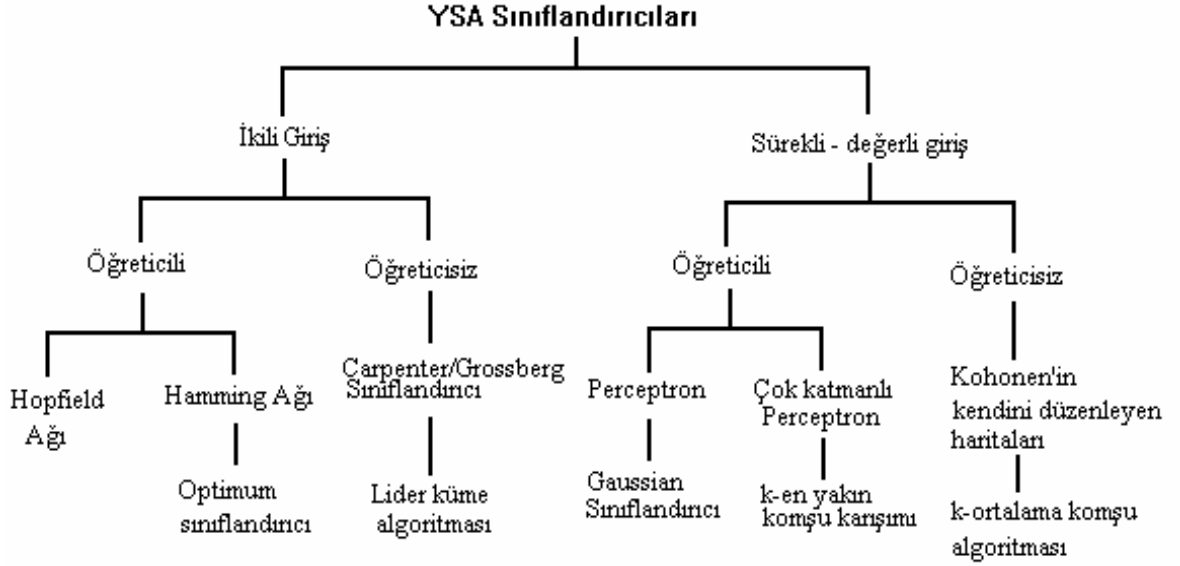 YSA Sınıflandırıcıları
İkili Giriş
Sürekli - değerli giriş
Öğreticili
Öğreticisiz
Öğreticili
Öğreticisiz
Hopfield
Ağı
Hamming Ağı
Carpenter/Grossberg
Sınıflandırıcı
Perceptron
Çok katmanlı
Perceptron
Kohonen'in
kendini düzenleyen
haritaları
Optimum
sınıflandırıcı
Lider küme
algoritması
Gaussian
Sınıflandırıcı
k-en yakın
komşu karışımı
k-ortalama komşu
algoritması